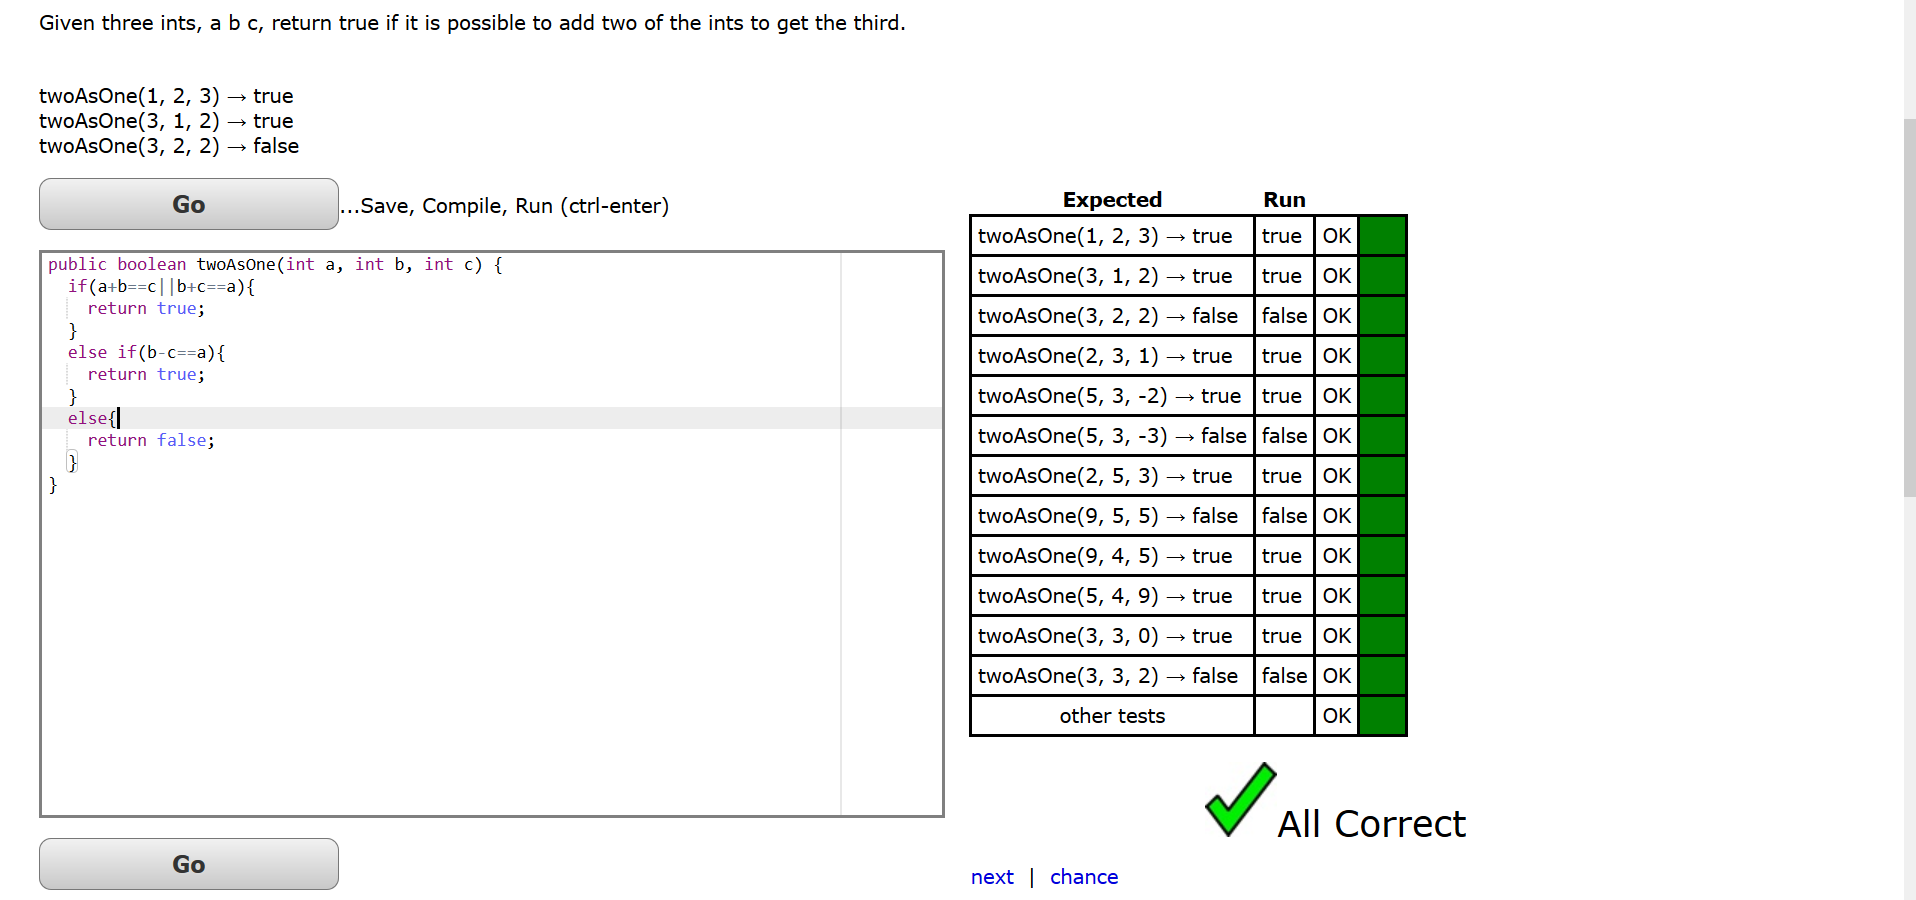 Given three ints, a b c, return true if it is possible to add two of the ints to get the third.
twoAsOne(1, 2, 3) → true
twoAsOne(3, 1, 2) → true
twoAsOne(3, 2, 2) → false
Go
...Save, Compile, Run (ctrl-enter)
public boolean twoAsOne(int a, int b, int c) {
  if(a+b==c||b+c==a){
    return true;
  }
  else if(b-c==a){
    return true;
  }
  else{
    return false;
  }
}
Go
Expected Run
twoAsOne(1, 2, 3) → true true OK
twoAsOne(3, 1, 2) → true true OK
twoAsOne(3, 2, 2) → false false OK
twoAsOne(2, 3, 1) → true true OK
twoAsOne(5, 3, -2) → true true OK
twoAsOne(5, 3, -3) → false false OK
twoAsOne(2, 5, 3) → true true OK
twoAsOne(9, 5, 5) → false false OK
twoAsOne(9, 4, 5) → true true OK
twoAsOne(5, 4, 9) → true true OK
twoAsOne(3, 3, 0) → true true OK
twoAsOne(3, 3, 2) → false false OK
other tests OK
All Correct
next | chance